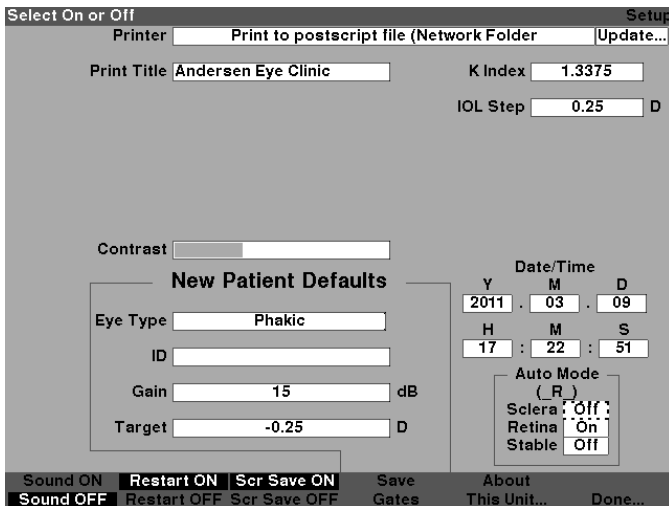 Select On or Off Setup
Printer Print to postscript file (Network Folder Update...
Print Title Andersen Eye Clinic K Index 1.3375
IOL Step 0.25 D
Contrast
New Patient Defaults
Date/Time
Y M D
2011 . 03 . 09
Eye Type Phakic
H M S
17 : 22 : 51
ID
Auto Mode
(_R_)
Gain 15 dB
Sclera Off
Retina On
Target -0.25 D
Stable Off
Sound ON Restart ON Scr Save ON Save About
Sound OFF Restart OFF Scr Save OFF Gates This Unit... Done...